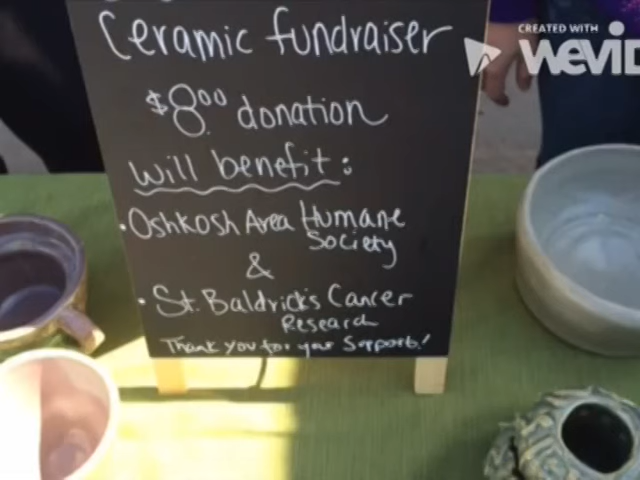 CREATED WITH
WEVID
Ceramic fundraiser
$8.00 donation
will benefit:
•Oshkosh Area Humane
Society
&
• St. Baldrick's Cancer
Research
Thank you for your Support!